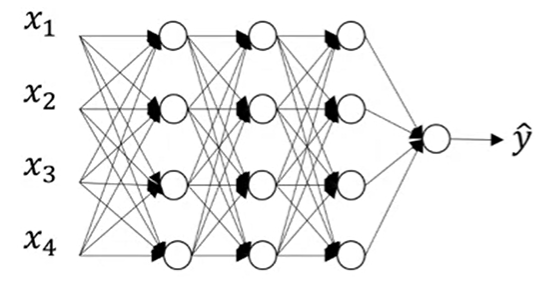 x₁
x₂
x₃
x₄
ŷ